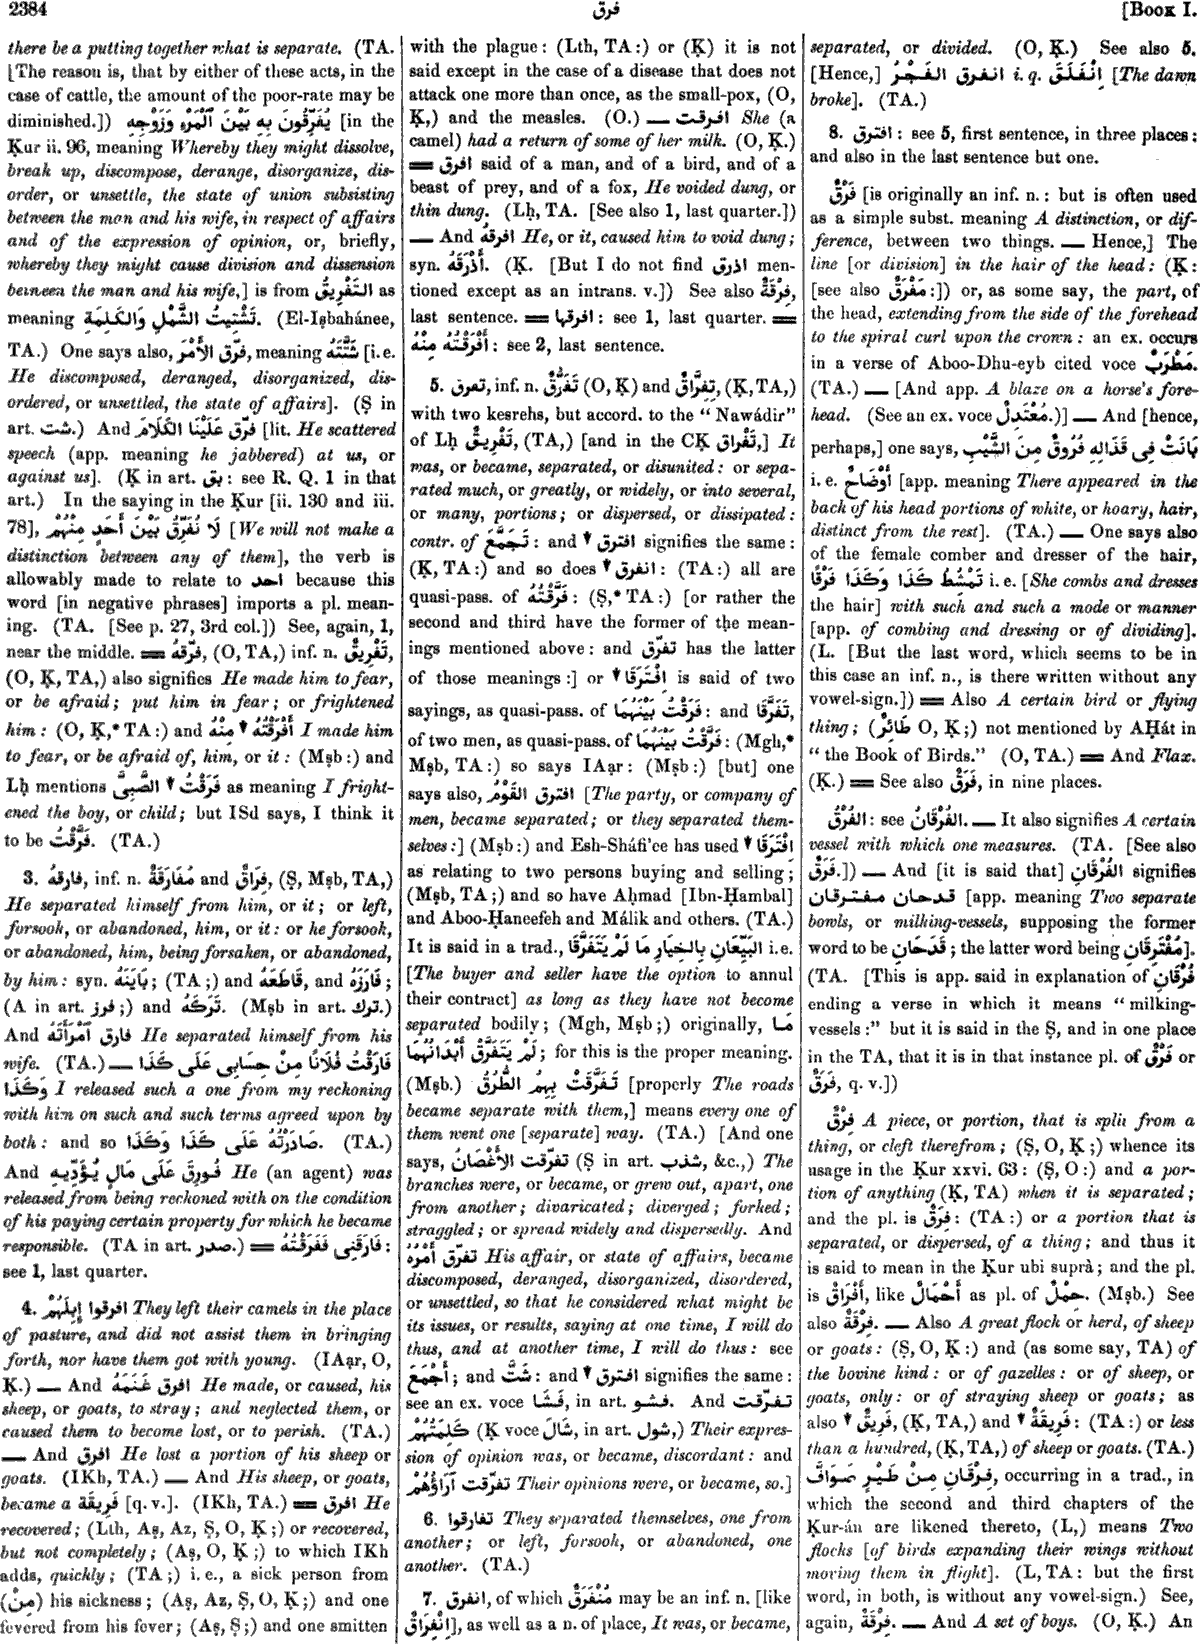 2384
فرق
[BOOK I.
there be a putting together what is separate. (TA.
[The reason is, that by either of these acts, in the
case of cattle, the amount of the poor-rate may be
diminished.]) يُفَرِّقُونَ بِهِ بَيْنَ ٱلْمَرْءِ وَزَوْجِهِ [in the
Ḳur ii. 96, meaning Whereby they might dissolve,
break up, discompose, derange, disorganize, dis-
order, or unsettle, the state of union subsisting
between the man and his wife, in respect of affairs
and of the expression of opinion, or, briefly,
whereby they might cause division and dissension
between the man and his wife,] is from التَّفْرِيقُ as
meaning تَشْتِيتُ الشَّمْلِ وَالكَلِمَةِ. (El-Iṣbahánee,
TA.) One says also, فَرّق الأَمْرَ, meaning شَتَّتَهُ [i. e.
He discomposed, deranged, disorganized, dis-
ordered, or unsettled, the state of affairs]. (Ṣ in
art. شت.) And فَرّق عَلَيْنَا الكَلَامَ [lit. He scattered
speech (app. meaning he jabbered) at us, or
against us]. (Ḳ in art. بق: see R. Q. 1 in that
art.) In the saying in the Ḳur [ii. 130 and iii.
78], لَا نُفَرِّقُ بَيْنَ أَحَدٍ مِنْهُمْ [We will not make a
distinction between any of them], the verb is
allowably made to relate to احد because this
word [in negative phrases] imports a pl. mean-
ing. (TA. [See p. 27, 3rd col.]) See, again, 1,
near the middle. ═ فرّقهُ, (O, TA,) inf. n. تَفْرِيقٌ,
(O, Ḳ, TA,) also signifies He made him to fear,
or be afraid; put him in fear; or frightened
him: (O, Ḳ,* TA:) and أَفْرَقْتُهُ ▾ مِنْهُ I made him
to fear, or be afraid of, him, or it: (Mṣb:) and
Lḥ mentions فَرَقْتُ ▾ الصَّبِىَّ as meaning I fright-
ened the boy, or child; but ISd says, I think it
to be فَرَّقْتُ. (TA.)
3. فارقهُ, inf. n. مُفَارَقَةٌ and فِرَاقٌ, (Ṣ, Mṣb, TA,)
He separated himself from him, or it; or left,
forsook, or abandoned, him, or it: or he forsook,
or abandoned, him, being forsaken, or abandoned,
by him: syn. بَايَنَهُ; (TA;) and قَاطَعَهُ, and فَارَزَهُ;
(A in art. فرز;) and تَرَكَهُ. (Mṣb in art. ترك.)
And فارق ٱمْرَأَتَهُ He separated himself from his
wife. (TA.) — فَارَقْتُ فُلَانًا مِنْ حِسَابِى عَلَى كَذَا
وَكَذَا I released such a one from my reckoning
with him on such and such terms agreed upon by
both: and so صَادَرْتُهُ عَلَى كَذَا وَكَذَا. (TA.)
And فُورِقَ عَلَى مَالٍ يُؤَدِّيهِ He (an agent) was
released from being reckoned with on the condition
of his paying certain property for which he became
responsible. (TA in art. صدر.) ═ فَارَقَنِى فَفَرَقْتُهُ:
see 1, last quarter.
4. افرقوا إِبِلَهُمْ They left their camels in the place
of pasture, and did not assist them in bringing
forth, nor have them got with young. (IAạr, O,
Ḳ.) — And افرق غَنَمَهُ He made, or caused, his
sheep, or goats, to stray; and neglected them, or
caused them to become lost, or to perish. (TA.)
— And افرق He lost a portion of his sheep or
goats. (IKh, TA.) — And His sheep, or goats,
became a فَرِيقَة [q. v.]. (IKh, TA.) ═ افرق He
recovered; (Lth, Aṣ, Az, Ṣ, O, Ḳ;) or recovered,
but not completely; (Aṣ, O, Ḳ;) to which IKh
adds, quickly; (TA;) i. e., a sick person from
(مِنْ) his sickness; (Aṣ, Az, Ṣ, O, Ḳ;) and one
fevered from his fever; (Aṣ, Ṣ;) and one smitten
with the plague: (Lth, TA:) or (Ḳ) it is not
said except in the case of a disease that does not
attack one more than once, as the small-pox, (O,
Ḳ,) and the measles. (O.) — افرقت She (a
camel) had a return of some of her milk. (O, Ḳ.)
═ افرق said of a man, and of a bird, and of a
beast of prey, and of a fox, He voided dung, or
thin dung. (Lḥ, TA. [See also 1, last quarter.])
— And افرقهُ He, or it, caused him to void dung;
syn. أَذْرَقَهُ. (Ḳ. [But I do not find اذرق men-
tioned except as an intrans. v.]) See also فِرْقَةٌ,
last sentence. ═ افرقها: see 1, last quarter. ═
أَفْرَقْتُهُ مِنْهُ: see 2, last sentence.
5. تفرق, inf. n. تَفَرُّقٌ (O, Ḳ) and تِفِرَّاقٌ, (Ḳ, TA,)
with two kesrehs, but accord. to the “Nawádir”
of Lḥ تَفْرِيقٌ, (TA,) [and in the CḲ تَفْراق,] It
was, or became, separated, or disunited: or sepa-
rated much, or greatly, or widely, or into several,
or many, portions; or dispersed, or dissipated:
contr. of تَجَمَّعَ: and ▾ افترق signifies the same:
(Ḳ, TA:) and so does ▾ انفرق: (TA:) all are
quasi-pass. of فَرَّقْتُهُ: (Ṣ,* TA:) [or rather the
second and third have the former of the mean-
ings mentioned above: and تفرّق has the latter
of those meanings:] or ▾ اِفْتَرَقَا is said of two
sayings, as quasi-pass. of فَرَقْتُ بَيْنَهُمَا: and تَفَرَّقَا,
of two men, as quasi-pass. of فَرَّقْتُ بَيْنَهُمَا: (Mgh,*
Mṣb, TA:) so says IAạr: (Mṣb:) [but] one
says also, افترق القَوْمُ [The party, or company of
men, became separated; or they separated them-
selves:] (Mṣb:) and Esh-Sháfi'ee has used ▾ اِفْتَرَقَا
as relating to two persons buying and selling;
(Mṣb, TA;) and so have Aḥmad [Ibn-Ḥambal]
and Aboo-Ḥaneefeh and Málik and others. (TA.)
It is said in a trad., البَيِّعَانِ بِالخِيَارِ مَا لَمْ يَتَفَرَّقَا i. e.
[The buyer and seller have the option to annul
their contract] as long as they have not become
separated bodily; (Mgh, Mṣb;) originally, مَا
لَمْ يَتَفَرَّقْ أَبْدَانُهُمَا; for this is the proper meaning.
(Mṣb.) تَفَرَّقَتْ بِهِمُ الطُّرُقُ [properly The roads
became separate with them,] means every one of
them went one [separate] way. (TA.) [And one
says, تفرّقت الأَغْصَانُ (Ṣ in art. شذب, &c.,) The
branches were, or became, or grew out, apart, one
from another; divaricated; diverged; forked;
straggled; or spread widely and dispersedly. And
تفرّق أَمْرُهُ His affair, or state of affairs, became
discomposed, deranged, disorganized, disordered,
or unsettled, so that he considered what might be
its issues, or results, saying at one time, I will do
thus, and at another time, I will do thus: see
أَجْمَعَ; and شَتَّ: and ▾ افترق signifies the same:
see an ex. voce فَشَا, in art. فشو. And تفرّقت
كَلِمَتُهُمْ (Ḳ voce شَالَ, in art. شول,) Their expres-
sion of opinion was, or became, discordant: and
تفرّقت آرَاؤُهُمْ Their opinions were, or became, so.]
6. تفارقوا They separated themselves, one from
another; or left, forsook, or abandoned, one
another. (TA.)
7. انفرق, of which مُنْفَرَقٌ may be an inf. n. [like
اِنْفِرَاقٌ], as well as a n. of place, It was, or became,
separated, or divided. (O, Ḳ.) See also 5.
[Hence,] انفرق الفَجْرُ i. q. اِنْفَلَقَ [The dawn
broke]. (TA.)
8. افترق: see 5, first sentence, in three places:
and also in the last sentence but one.
فَرْقٌ [is originally an inf. n.: but is often used
as a simple subst. meaning A distinction, or dif-
ference, between two things. — Hence,] The
line [or division] in the hair of the head: (Ḳ:
[see also مَفْرَقٌ:]) or, as some say, the part, of
the head, extending from the side of the forehead
to the spiral curl upon the crown: an ex. occurs
in a verse of Aboo-Dhu-eyb cited voce مَطْرَبٌ.
(TA.) — [And app. A blaze on a horse's fore-
head. (See an ex. voce مُعْتَدِلٌ.)] — And [hence,
perhaps,] one says, بَانَتْ فِى قَذَالِهِ فُرُوقٌ مِنَ الشَّيْبِ
i. e. أَوْضَاحٌ [app. meaning There appeared in the
back of his head portions of white, or hoary, hair,
distinct from the rest]. (TA.) — One says also
of the female comber and dresser of the hair,
تَمْشُطُ كَذَا وَكَذَا فَرْقًا i. e. [She combs and dresses
the hair] with such and such a mode or manner
[app. of combing and dressing or of dividing].
(L. [But the last word, which seems to be in
this case an inf. n., is there written without any
vowel-sign.]) ═ Also A certain bird or flying
thing; (طَائِرٌ O, Ḳ;) not mentioned by AḤát in
“the Book of Birds.” (O, TA.) ═ And Flax.
(Ḳ.) ═ See also فَرَقٌ, in nine places.
الفُرْقُ: see الفُرْقَانُ. — It also signifies A certain
vessel with which one measures. (TA. [See also
فَرَقٌ.]) — And [it is said that] الفُرْقَانِ signifies
قدحان مفترقان [app. meaning Two separate
bowls, or milking-vessels, supposing the former
word to be قَدَحَانِ; the latter word being مُفْتَرِقَانِ].
(TA. [This is app. said in explanation of فُرْقَانِ
ending a verse in which it means “milking-
vessels:” but it is said in the Ṣ, and in one place
in the TA, that it is in that instance pl. of فَرْقٌ or
فَرَقٌ, q. v.])
فِرْقٌ A piece, or portion, that is split from a
thing, or cleft therefrom; (Ṣ, O, Ḳ;) whence its
usage in the Ḳur xxvi. 63: (Ṣ, O:) and a por-
tion of anything (Ḳ, TA) when it is separated;
and the pl. is فِرَقٌ: (TA:) or a portion that is
separated, or dispersed, of a thing; and thus it
is said to mean in the Ḳur ubi suprà; and the pl.
is أَفْرَاقٌ, like أَحْمَالٌ as pl. of حِمْلٌ. (Mṣb.) See
also فِرْقَةٌ. — Also A great flock or herd, of sheep
or goats: (Ṣ, O, Ḳ:) and (as some say, TA) of
the bovine kind: or of gazelles: or of sheep, or
goats, only: or of straying sheep or goats; as
also ▾ فَرِيقٌ, (Ḳ, TA,) and ▾ فَرِيقَةٌ: (TA:) or less
than a hundred, (Ḳ, TA,) of sheep or goats. (TA.)
فِرْقَانِ مِنْ طَيْرٍ صَوَافَّ, occurring in a trad., in
which the second and third chapters of the
Ḳur-án are likened thereto, (L,) means Two
flocks [of birds expanding their wings without
moving them in flight]. (L, TA: but the first
word, in both, is without any vowel-sign.) See,
again, فِرْقَةٌ. — And A set of boys. (O, Ḳ.) An